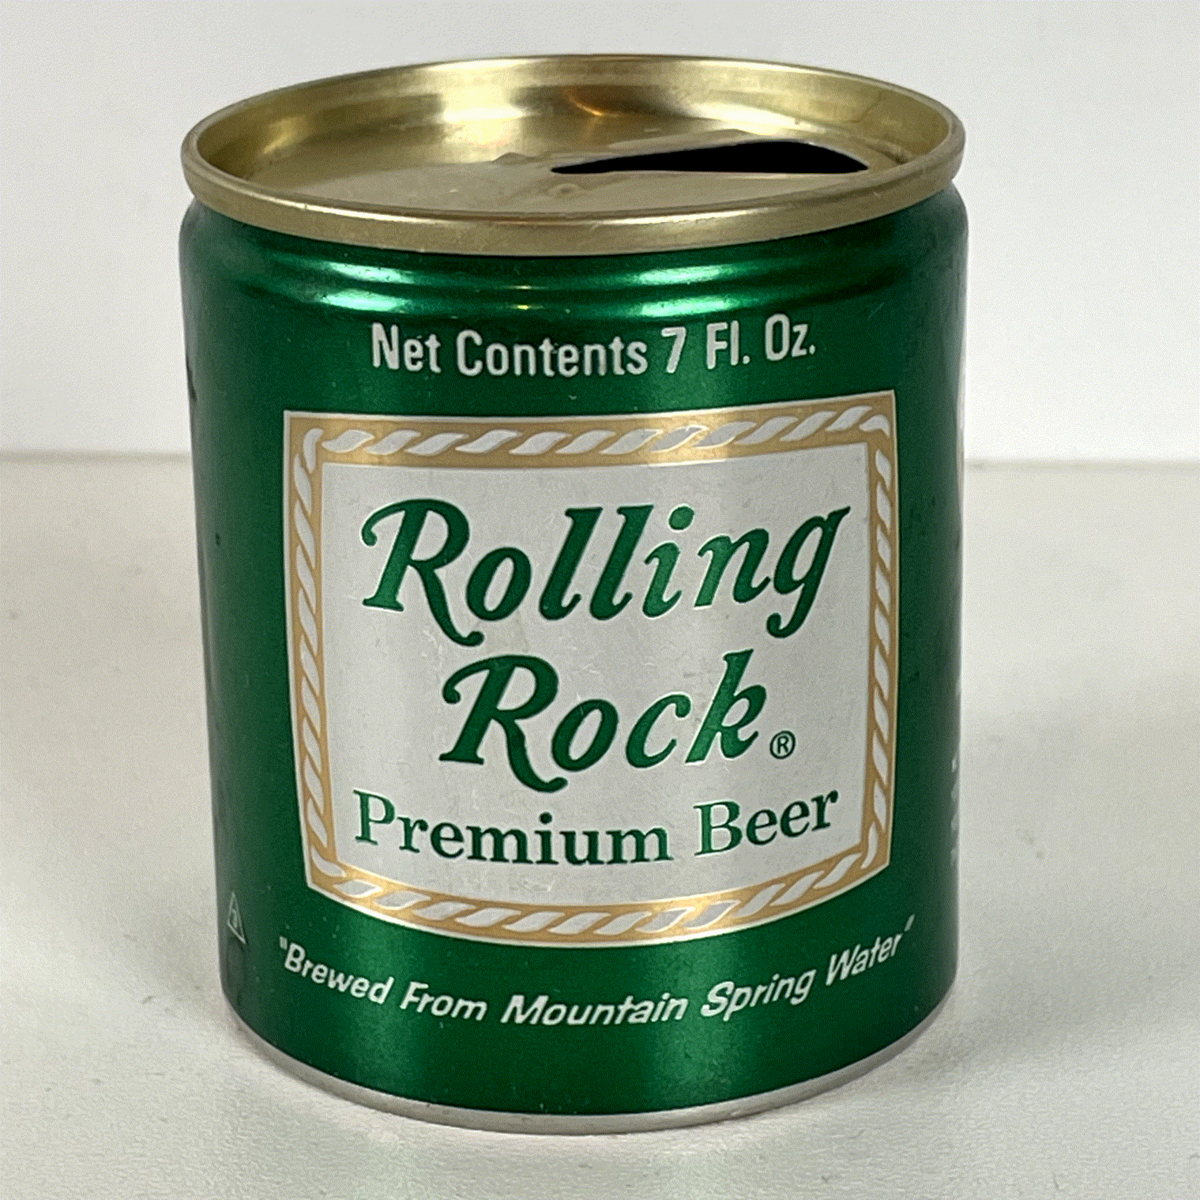 Net Contents 7 Fl. Oz.
Rolling
Rock®
Premium Beer
"Brewed From Mountain Spring Water"